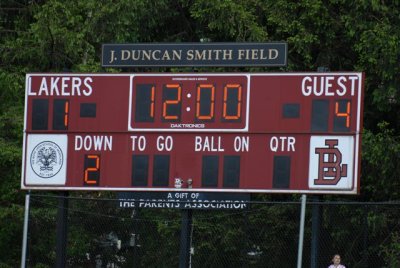 J. DUNCAN SMITH FIELD
LAKERS
GUEST
1
12:00
4
DAKTRONICS
DOWN TO GO BALL ON QTR
2
BL
A GIFT OF
THE PARENTS ASSOCIATION